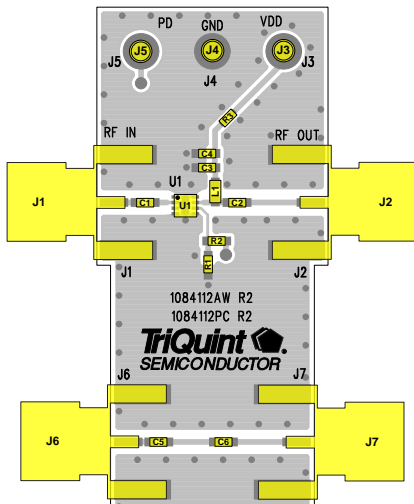 PD
GND
VDD
J5
J4
J3
J5
J4
J3
R3
RF IN
RF OUT
C4
C3
U1
L1
J1
C1
U1
C2
J2
R2
R1
J1
J2
1084112AW R2
1084112PC R2
TriQuint
SEMICONDUCTOR
J6
J7
J6
C5
C6
J7